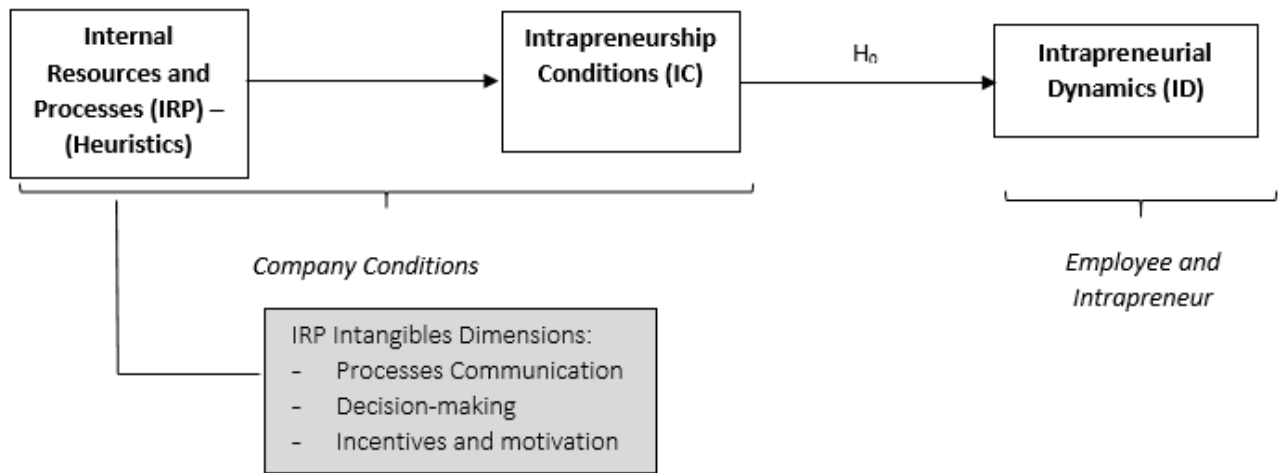 Internal
Resources and
Processes (IRP) –
(Heuristics)
Intrapreneurship
Conditions (IC)
H₀
Intrapreneurial
Dynamics (ID)
Company Conditions
Employee and
Intrapreneur
IRP Intangibles Dimensions:
- Processes Communication
- Decision-making
- Incentives and motivation